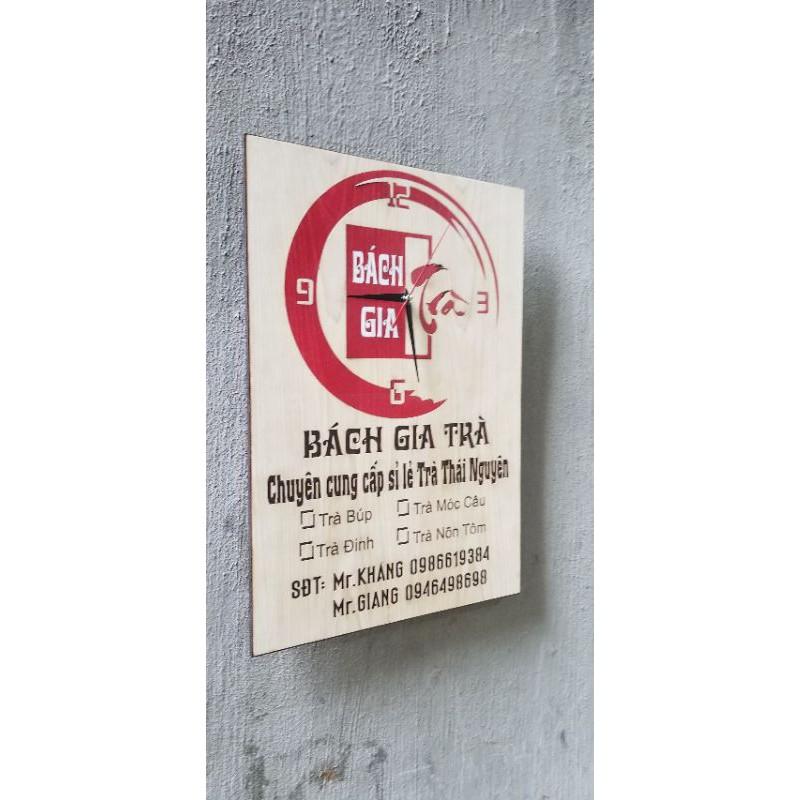 12
BÁCH
9
3
GIA
Trà
6
BÁCH GIA TRÀ
Chuyên cung cấp sỉ lẻ Trà Thái Nguyên
Trà Búp Trà Móc Câu
Trà Đinh Trà Nõn Tôm
SĐT: Mr.KHANG 0986619384
Mr.GIANG 0946498698